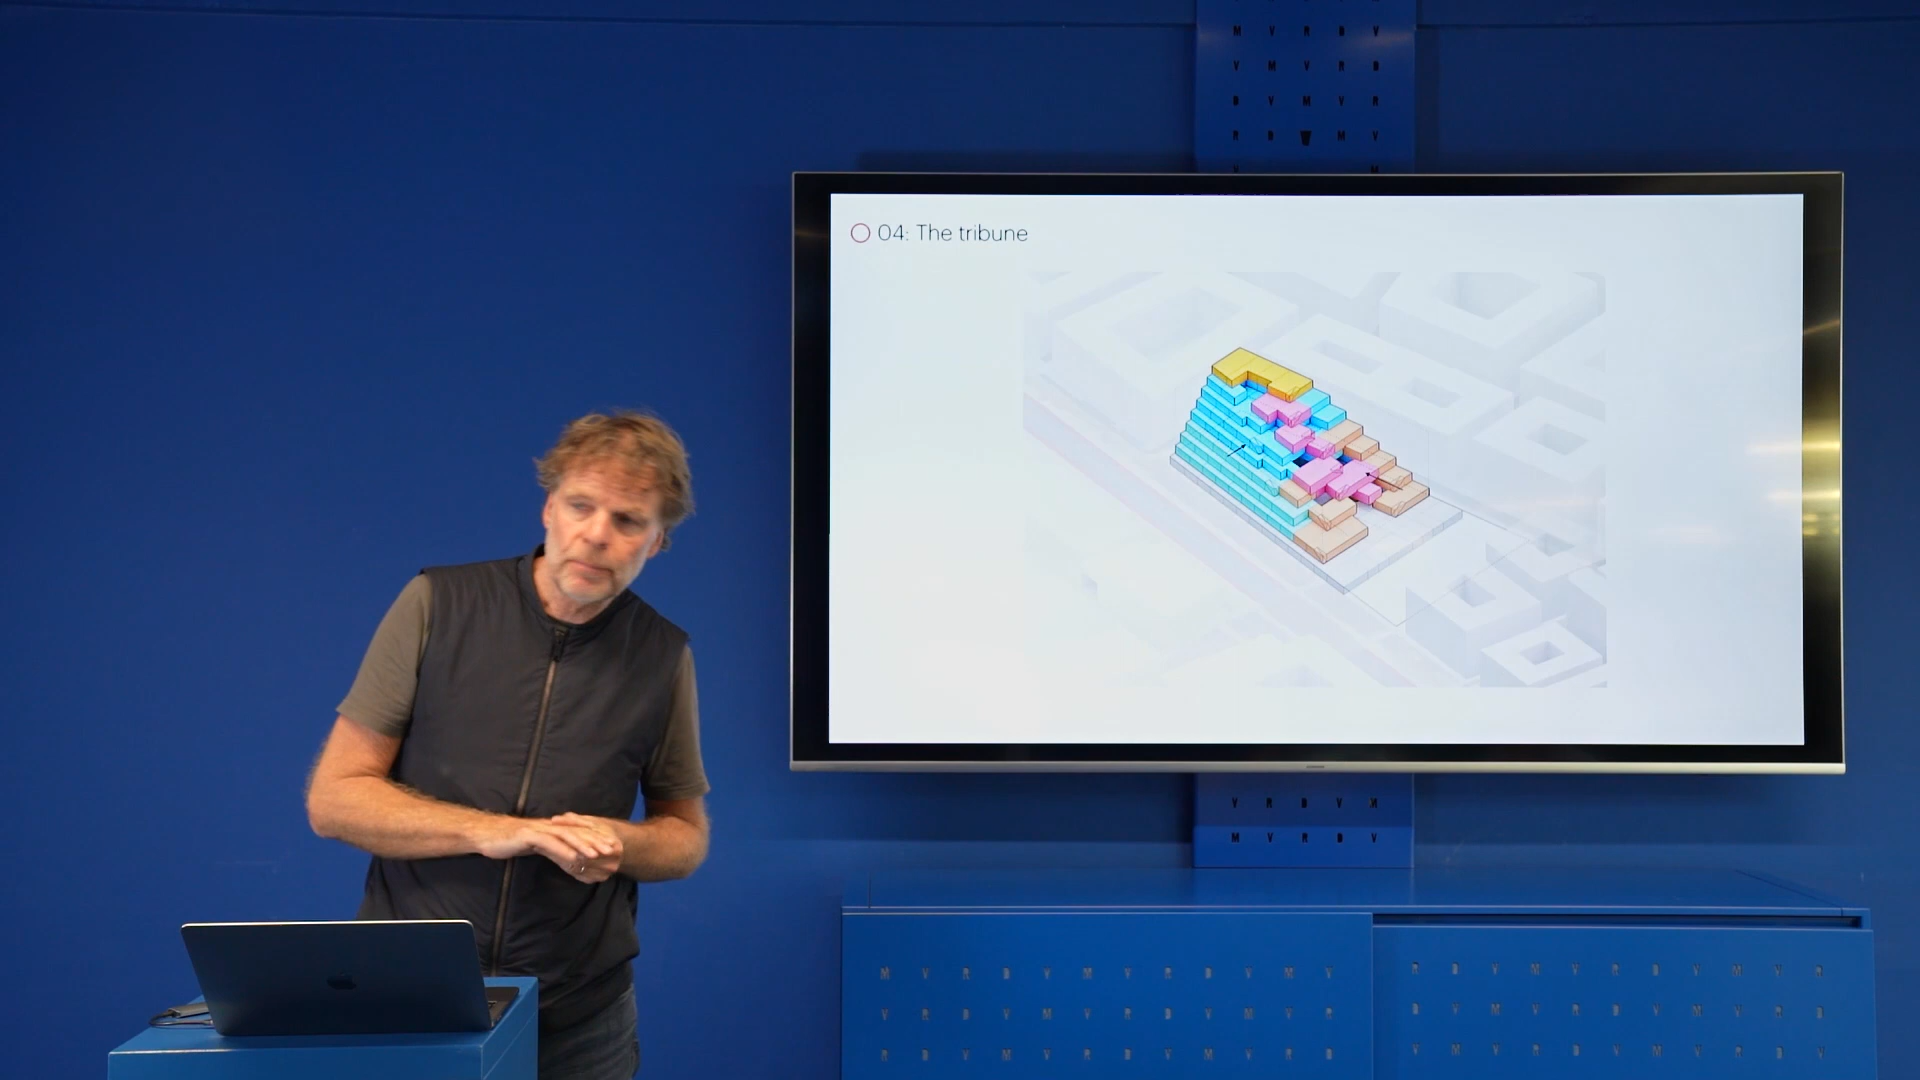 M V R D V
V M V R D
D V M V R
R D V M V
04: The tribune
V R D V M
M V R D V
M V R D V M V R D V M V
V R D V M V R D V M V R
R D V M V R D V M V R D
R D V M V R D V M V R
D V M V R D V M V R D
V M V R D V M V R D V